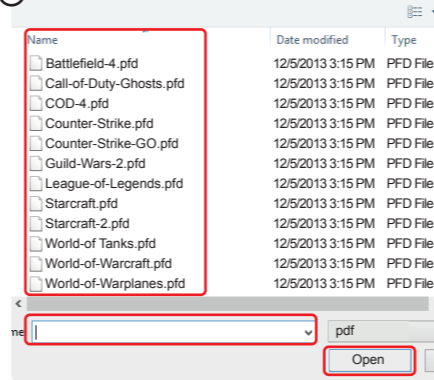 Name Date modified Type
Battlefield-4.pfd 12/5/2013 3:15 PM PFD File
Call-of-Duty-Ghosts.pfd 12/5/2013 3:15 PM PFD File
COD-4.pfd 12/5/2013 3:15 PM PFD File
Counter-Strike.pfd 12/5/2013 3:15 PM PFD File
Counter-Strike-GO.pfd 12/5/2013 3:15 PM PFD File
Guild-Wars-2.pfd 12/5/2013 3:15 PM PFD File
League-of-Legends.pfd 12/5/2013 3:15 PM PFD File
Starcraft.pfd 12/5/2013 3:15 PM PFD File
Starcraft-2.pfd 12/5/2013 3:15 PM PFD File
World-of Tanks.pfd 12/5/2013 3:15 PM PFD File
World-of-Warcraft.pfd 12/5/2013 3:15 PM PFD File
World-of-Warplanes.pfd 12/5/2013 3:15 PM PFD File
pdf
Open